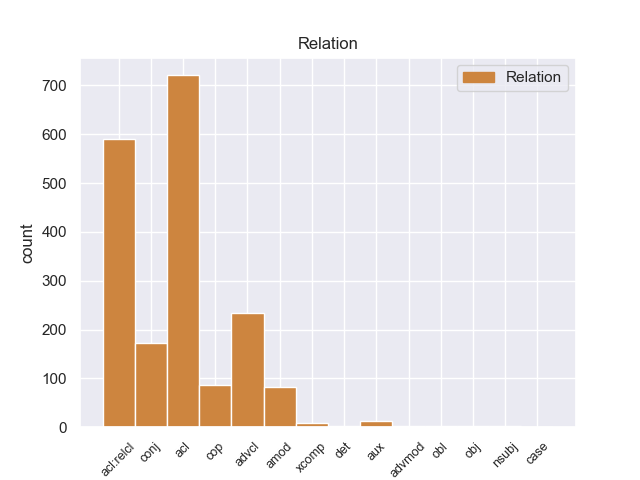 Relation
Relation
count
700
600
500
400
300
200
100
0
acl:relcl
conj
acl
cop
advcl
amod
xcomp
det
aux
advmod
obl
obj
nsubj
case